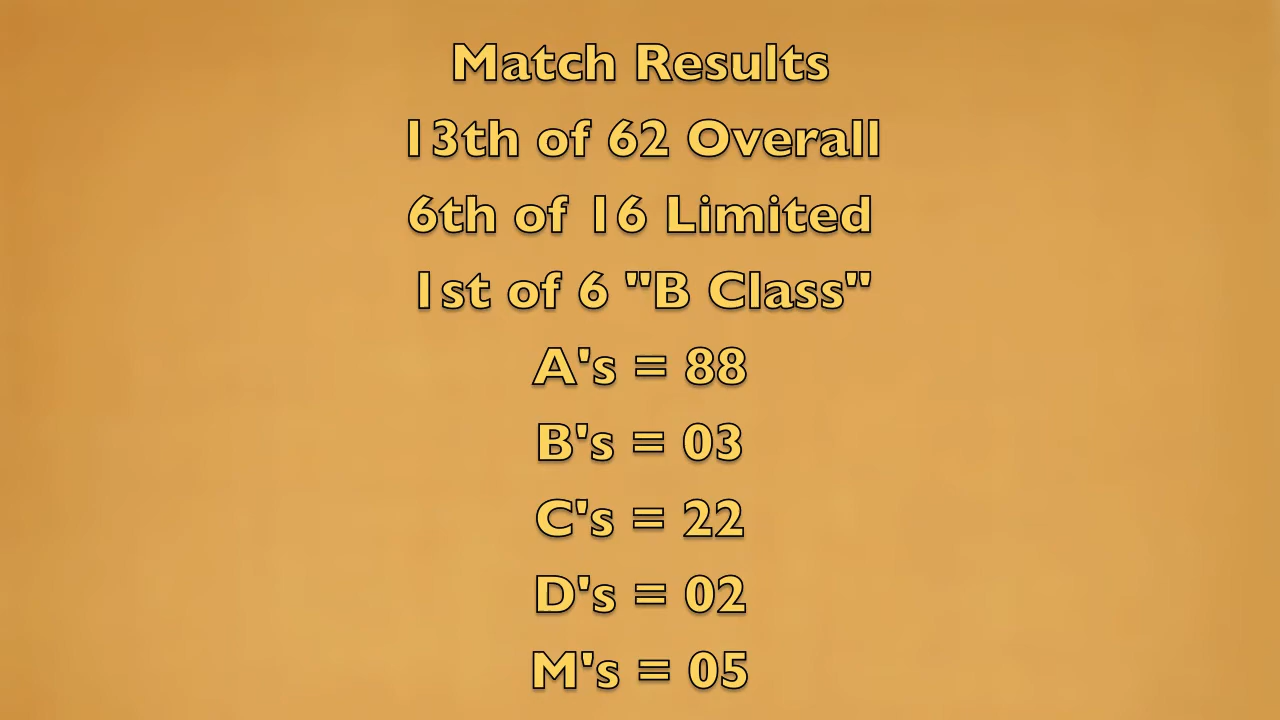 Match Results
13th of 62 Overall
6th of 16 Limited
1st of 6 "B Class"
A's = 88
B's = 03
C's = 22
D's = 02
M's = 05